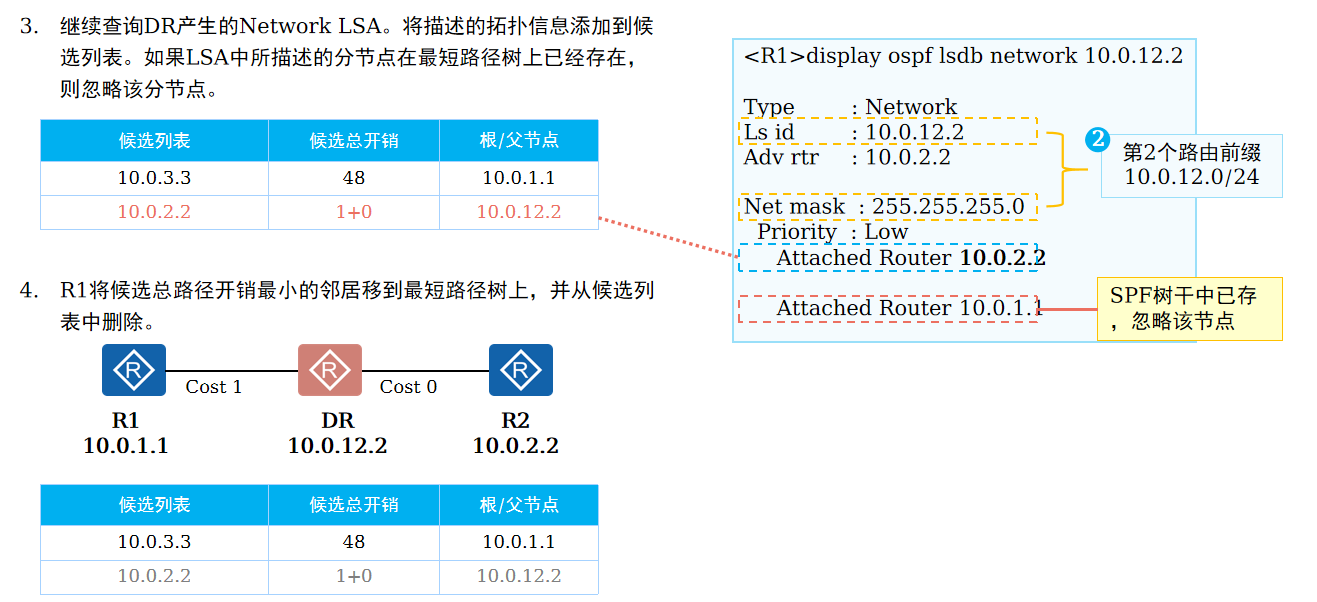 3. 继续查询DR产生的Network LSA。将描述的拓扑信息添加到候
选列表。如果LSA中所描述的分节点在最短路径树上已经存在，
则忽略该分节点。
候选列表 候选总开销 根/父节点
10.0.3.3 48 10.0.1.1
10.0.2.2 1+0 10.0.12.2
4. R1将候选总路径开销最小的邻居移到最短路径树上，并从候选列
表中删除。
R R R
Cost 1 Cost 0
R1 DR R2
10.0.1.1 10.0.12.2 10.0.2.2
候选列表 候选总开销 根/父节点
10.0.3.3 48 10.0.1.1
10.0.2.2 1+0 10.0.12.2
<R1>display ospf lsdb network 10.0.12.2
Type : Network
Ls id : 10.0.12.2
Adv rtr : 10.0.2.2
Net mask : 255.255.255.0
Priority : Low
Attached Router 10.0.2.2
Attached Router 10.0.1.1
2
第2个路由前缀
10.0.12.0/24
SPF树干中已存
，忽略该节点